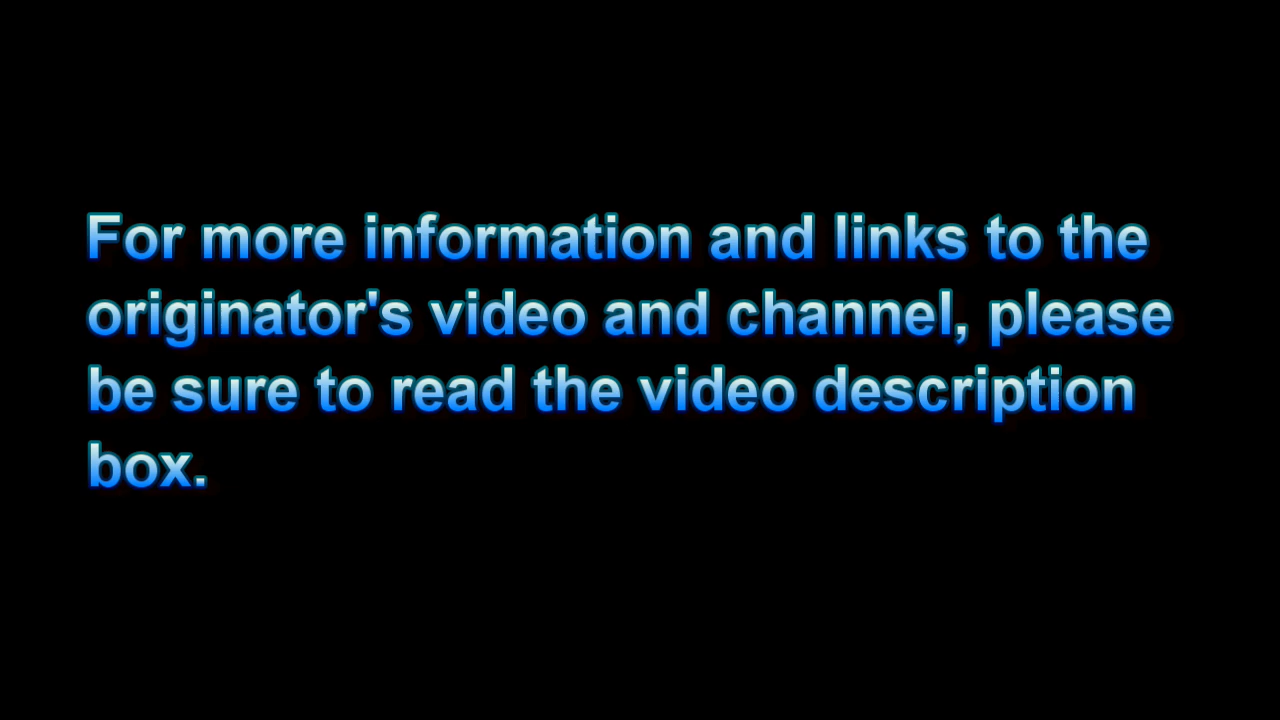 For more information and links to the
originator's video and channel, please
be sure to read the video description
box.